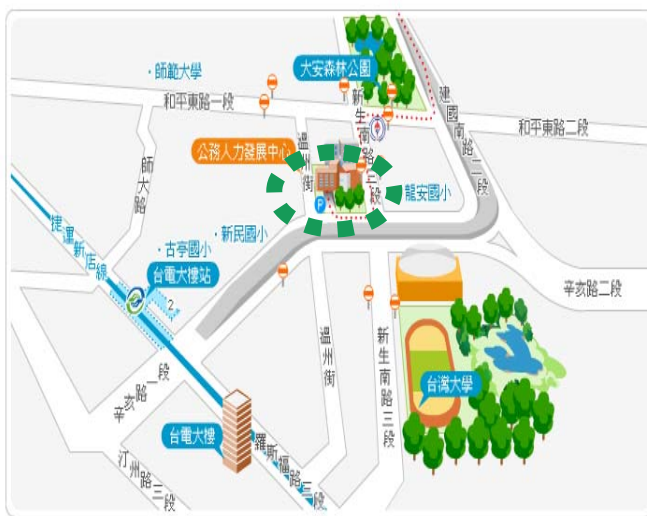 ·師範大學
大安森林公園
和平東路一段
新生南路三段
建國南路二段
和平東路二段
師大路
公務人力發展中心
溫州街
龍安國小
P
捷運新店線
·新民國小
·古亭國小
台電大樓站
2
辛亥路二段
溫州街
新生南路三段
台灣大學
辛亥路一段
台電大樓
羅斯福路三段
汀州路三段